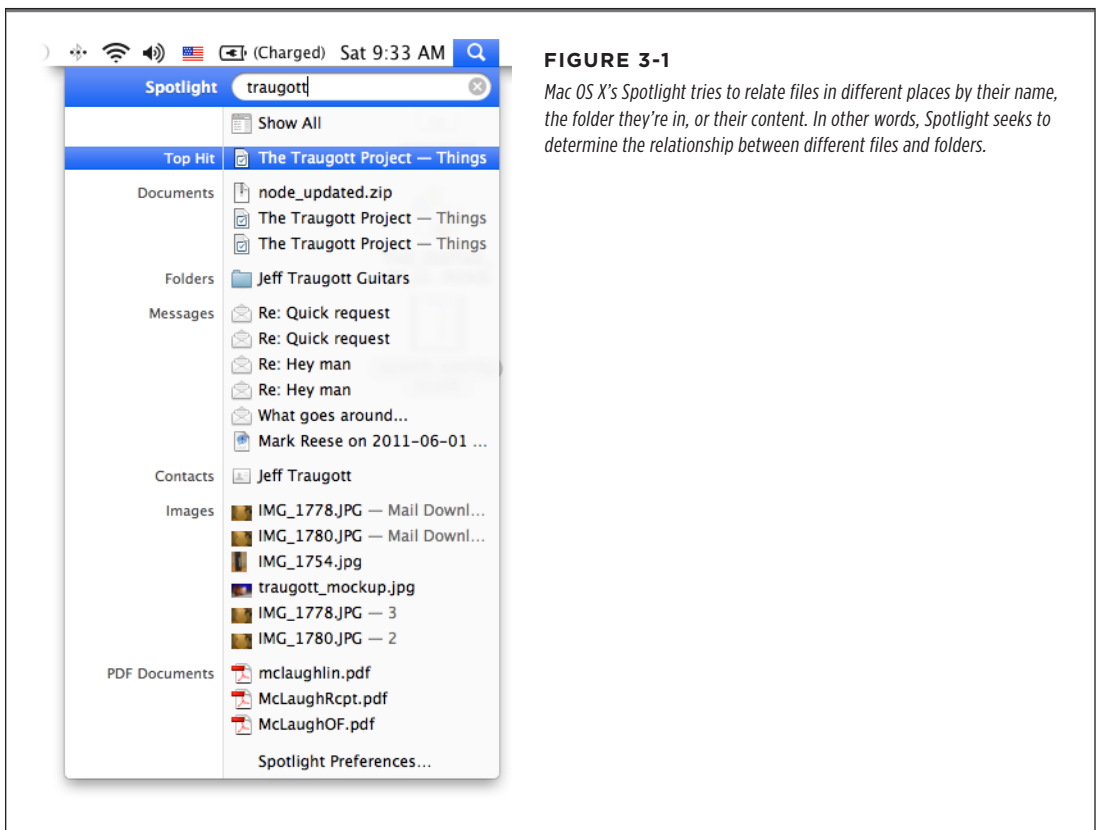 (Charged) Sat 9:33 AM
Spotlight traugott
Show All
Top Hit The Traugott Project — Things
Documents node_updated.zip
The Traugott Project — Things
The Traugott Project — Things
Folders Jeff Traugott Guitars
Messages Re: Quick request
Re: Quick request
Re: Hey man
Re: Hey man
What goes around...
Mark Reese on 2011-06-01 ...
Contacts Jeff Traugott
Images IMG_1778.JPG — Mail Downl...
IMG_1780.JPG — Mail Downl...
IMG_1754.jpg
traugott_mockup.jpg
IMG_1778.JPG — 3
IMG_1780.JPG — 2
PDF Documents mclaughlin.pdf
McLaughRcpt.pdf
McLaughOF.pdf
Spotlight Preferences...
FIGURE 3-1
Mac OS X's Spotlight tries to relate files in different places by their name,
the folder they're in, or their content. In other words, Spotlight seeks to
determine the relationship between different files and folders.